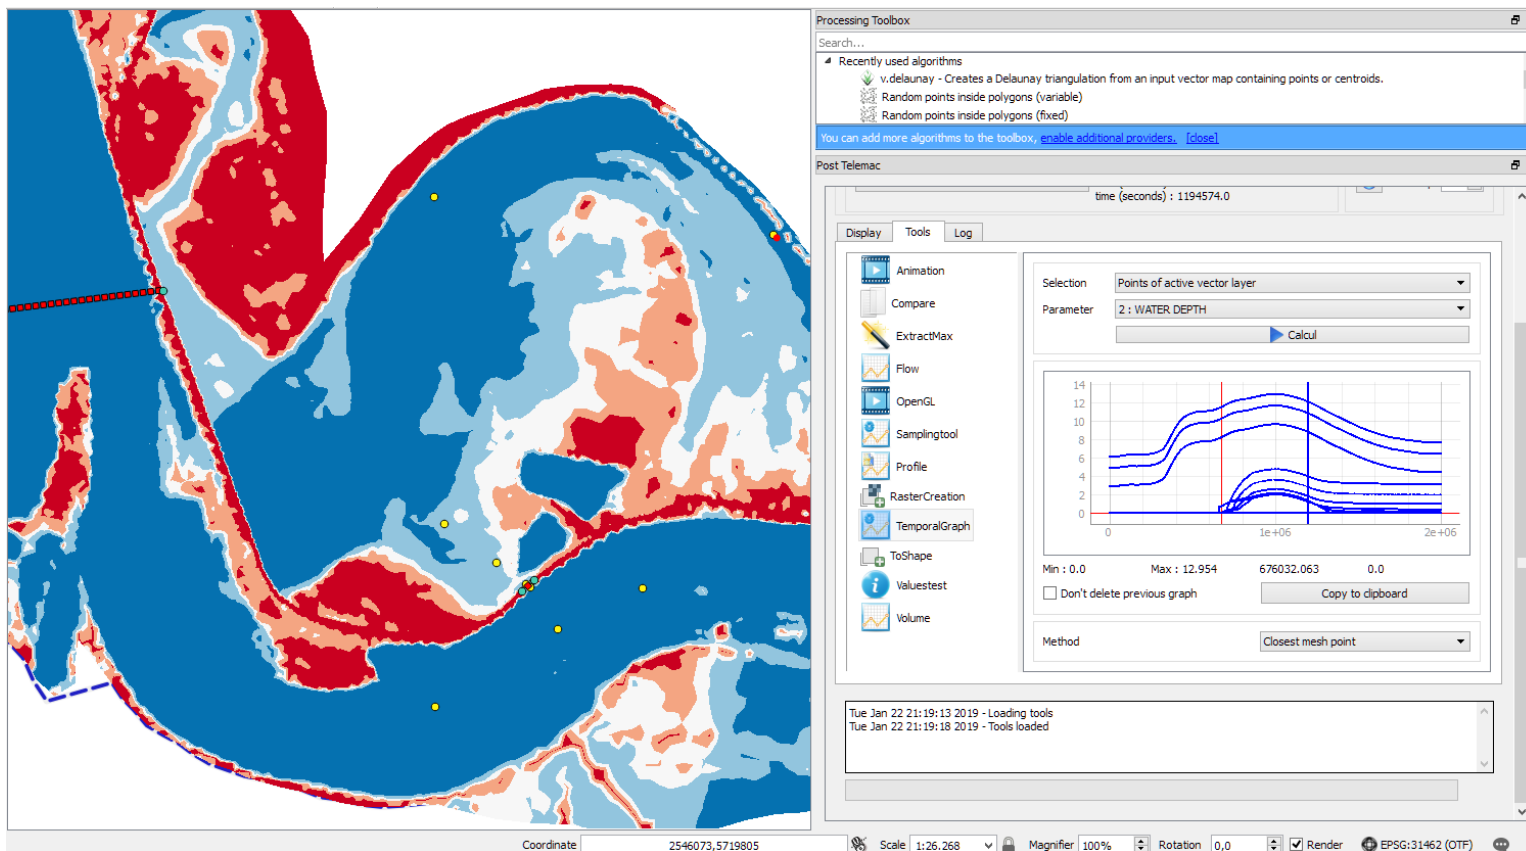 Processing Toolbox
Search...
Recently used algorithms
v.delaunay - Creates a Delaunay triangulation from an input vector map containing points or centroids.
Random points inside polygons (variable)
Random points inside polygons (fixed)
You can add more algorithms to the toolbox, enable additional providers. [close]
Post Telemac
time (seconds) : 1194574.0
Display Tools Log
Animation
Compare
ExtractMax
Flow
OpenGL
Samplingtool
Profile
RasterCreation
TemporalGraph
ToShape
Valuestest
Volume
Selection Points of active vector layer
Parameter 2 : WATER DEPTH
Calcul
14
12
10
8
6
4
2
0
0 1e+06 2e+06
Min : 0.0 Max : 12.954 676032.063 0.0
Don't delete previous graph Copy to clipboard
Method Closest mesh point
Tue Jan 22 21:19:13 2019 - Loading tools
Tue Jan 22 21:19:18 2019 - Tools loaded
Coordinate 2546073,5719805 Scale 1:26.268 Magnifier 100% Rotation 0,0 Render EPSG:31462 (OTF)